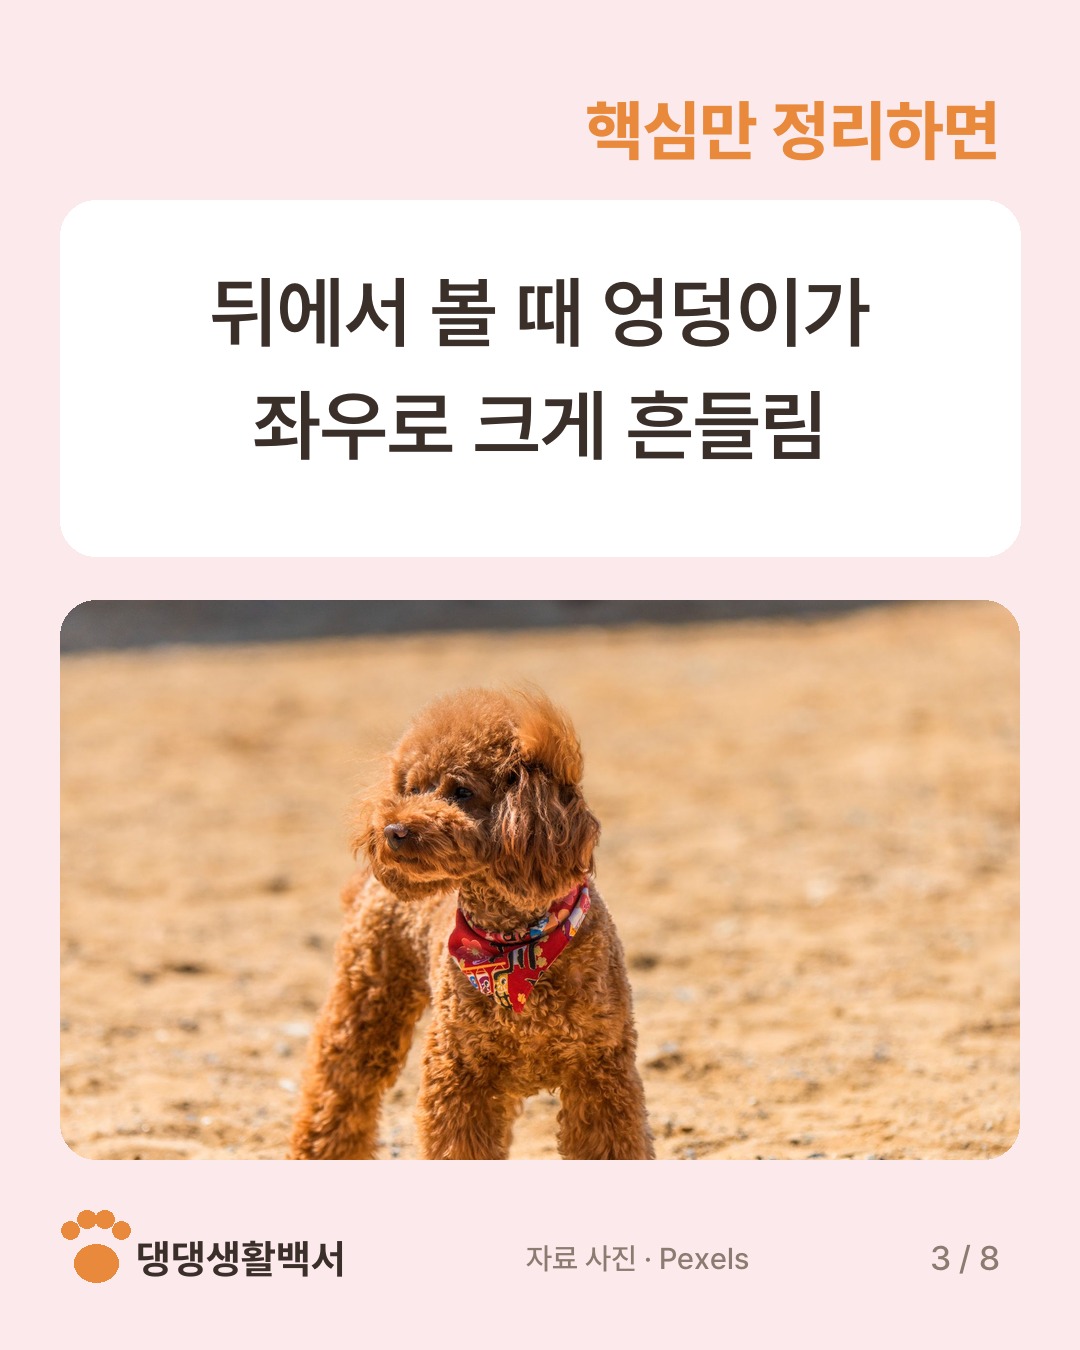 핵심만 정리하면
뒤에서 볼 때 엉덩이가
좌우로 크게 흔들림
댕댕생활백서
자료 사진 · Pexels
3 / 8